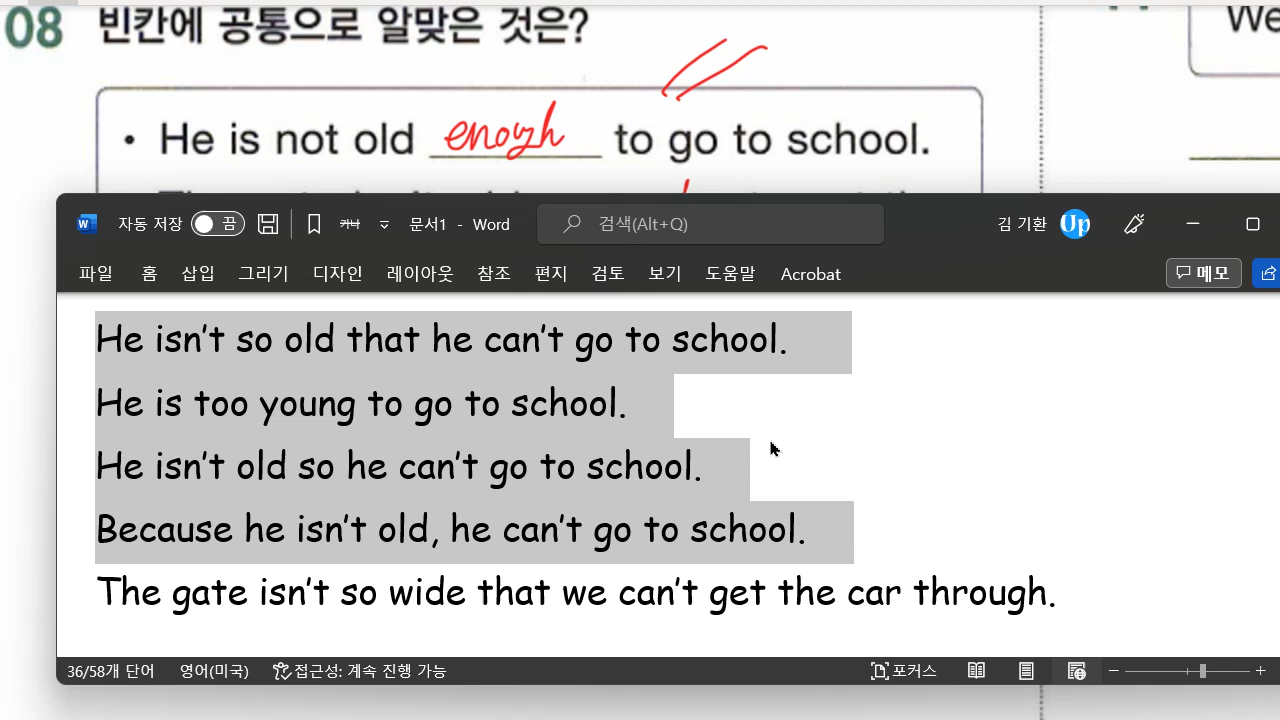 08 빈칸에 공통으로 알맞은 것은?
We
• He is not old enough to go to school.
자동 저장 끔 가나 문서1 - Word 검색(Alt+Q) 김 기환 Up
파일 홈 삽입 그리기 디자인 레이아웃 참조 편지 검토 보기 도움말 Acrobat 메모
He isn't so old that he can't go to school.
He is too young to go to school.
He isn't old so he can't go to school.
Because he isn't old, he can't go to school.
The gate isn't so wide that we can't get the car through.
36/58개 단어 영어(미국) 접근성: 계속 진행 가능 포커스